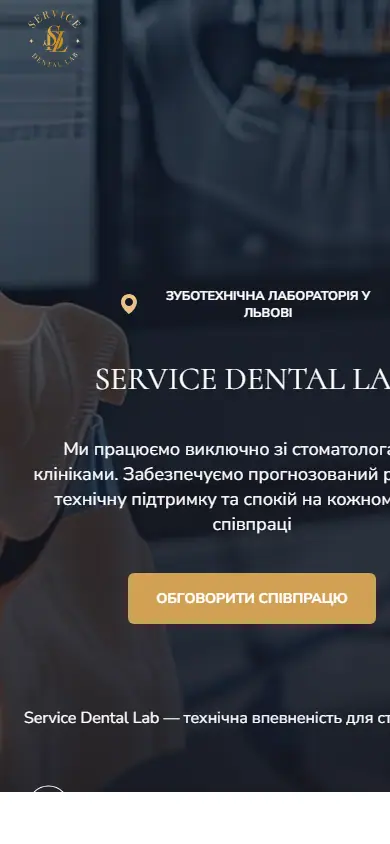 SERVICE
SDL
DENTAL LAB
ЗУБОТЕХНІЧНА ЛАБОРАТОРІЯ У
ЛЬВОВІ
SERVICE DENTAL LA
Ми працюємо виключно зі стоматолога
клініками. Забезпечуємо прогнозований р
технічну підтримку та спокій на кожном
співпраці
ОБГОВОРИТИ СПІВПРАЦЮ
Service Dental Lab — технічна впевненість для ст